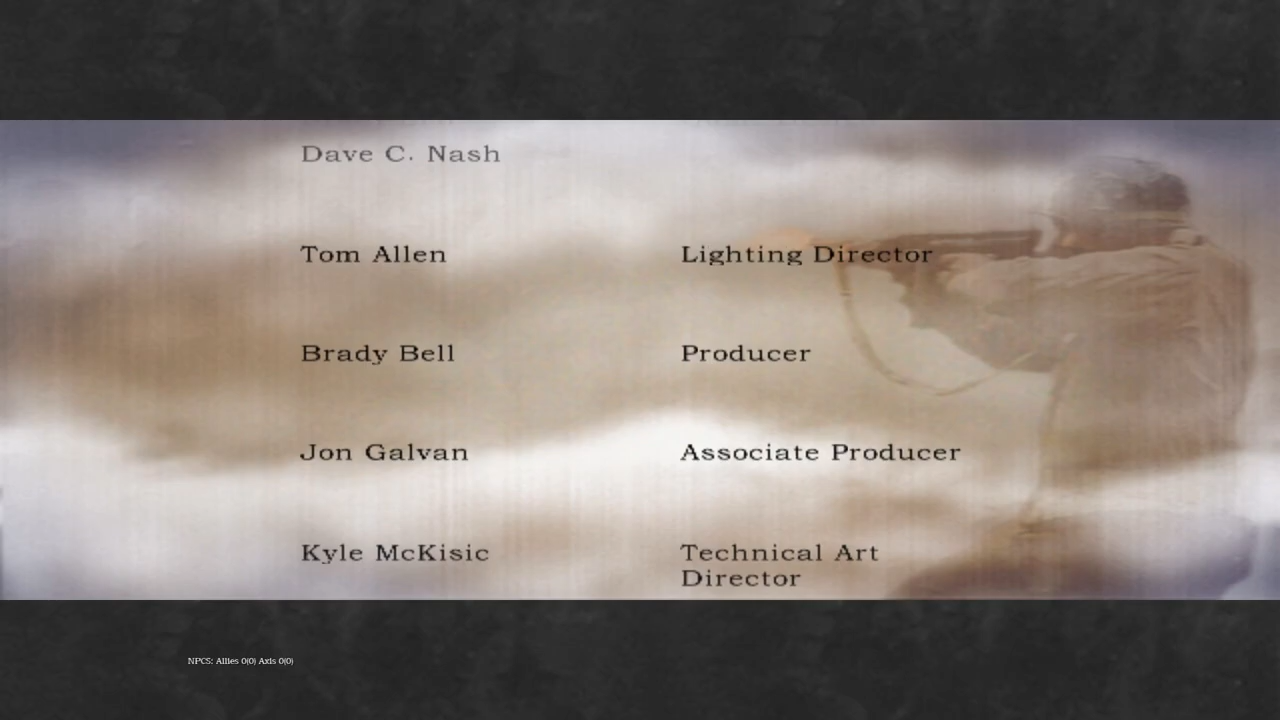 Dave C. Nash
Tom Allen Lighting Director
Brady Bell Producer
Jon Galvan Associate Producer
Kyle McKisic Technical Art
Director
NPCS: Allies 0(0) Axis 0(0)